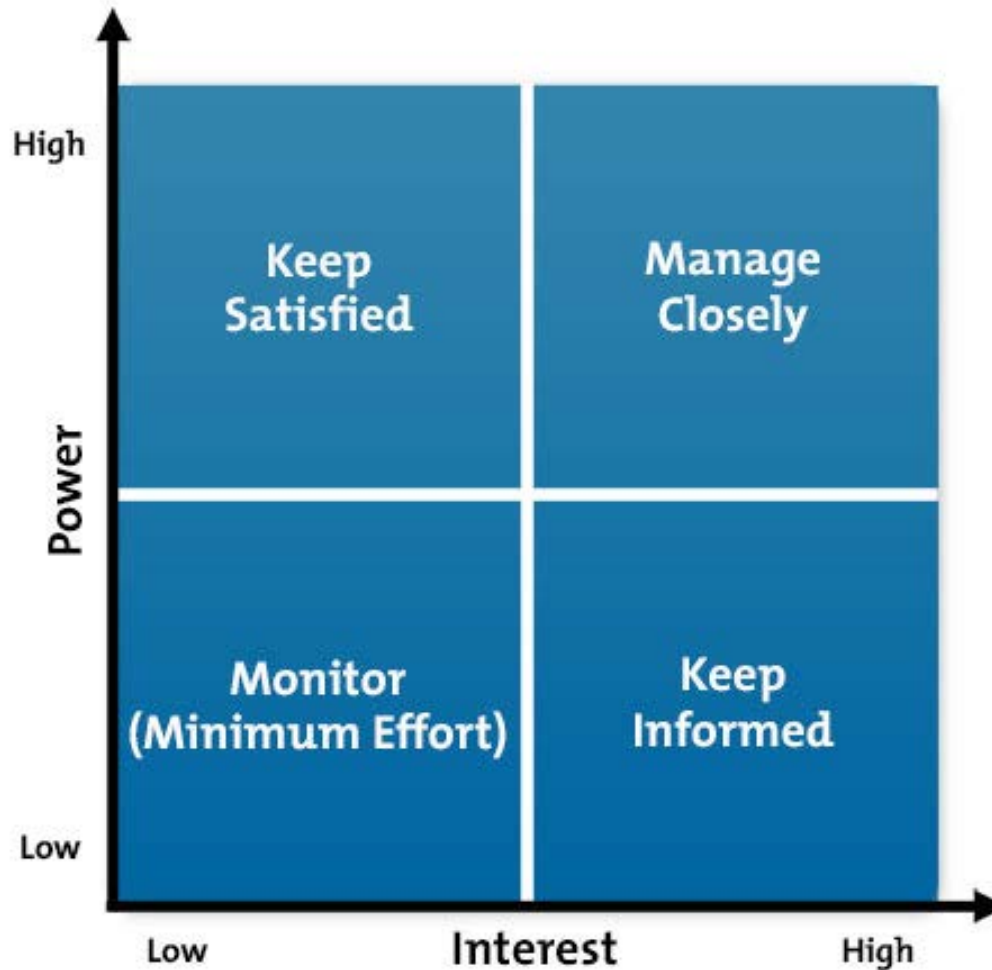 High
Keep
Satisfied
Manage
Closely
Power
Monitor
(Minimum Effort)
Keep
Informed
Low
Low
Interest
High